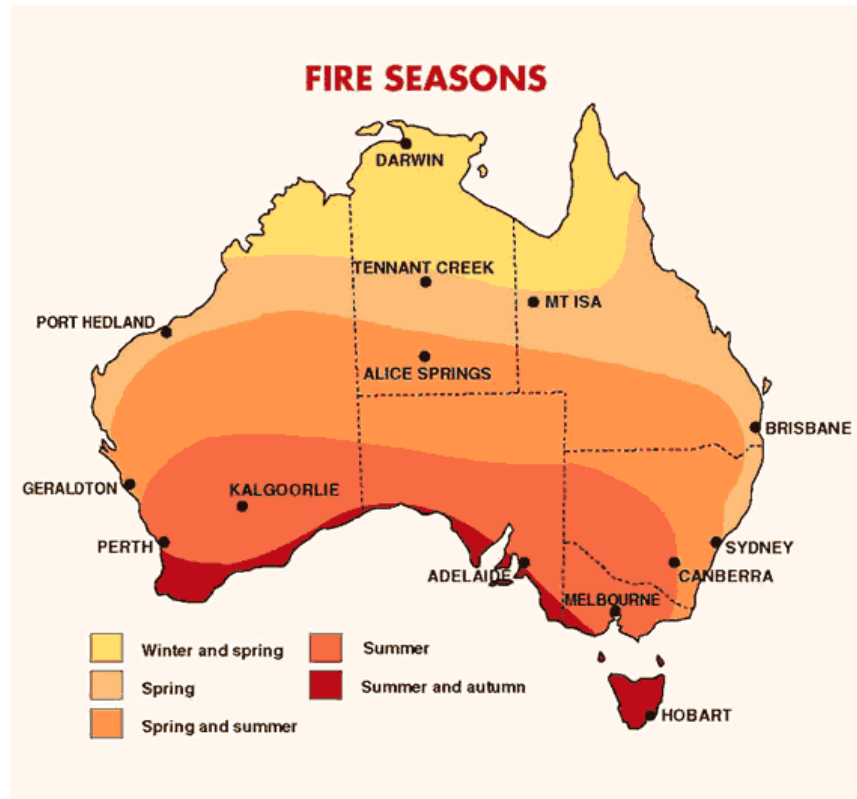 FIRE SEASONS
DARWIN
TENNANT CREEK
MT ISA
PORT HEDLAND
ALICE SPRINGS
BRISBANE
GERALDTON
KALGOORLIE
PERTH
SYDNEY
ADELAIDE
CANBERRA
MELBOURNE
Winter and spring
Summer
Spring
Summer and autumn
Spring and summer
HOBART